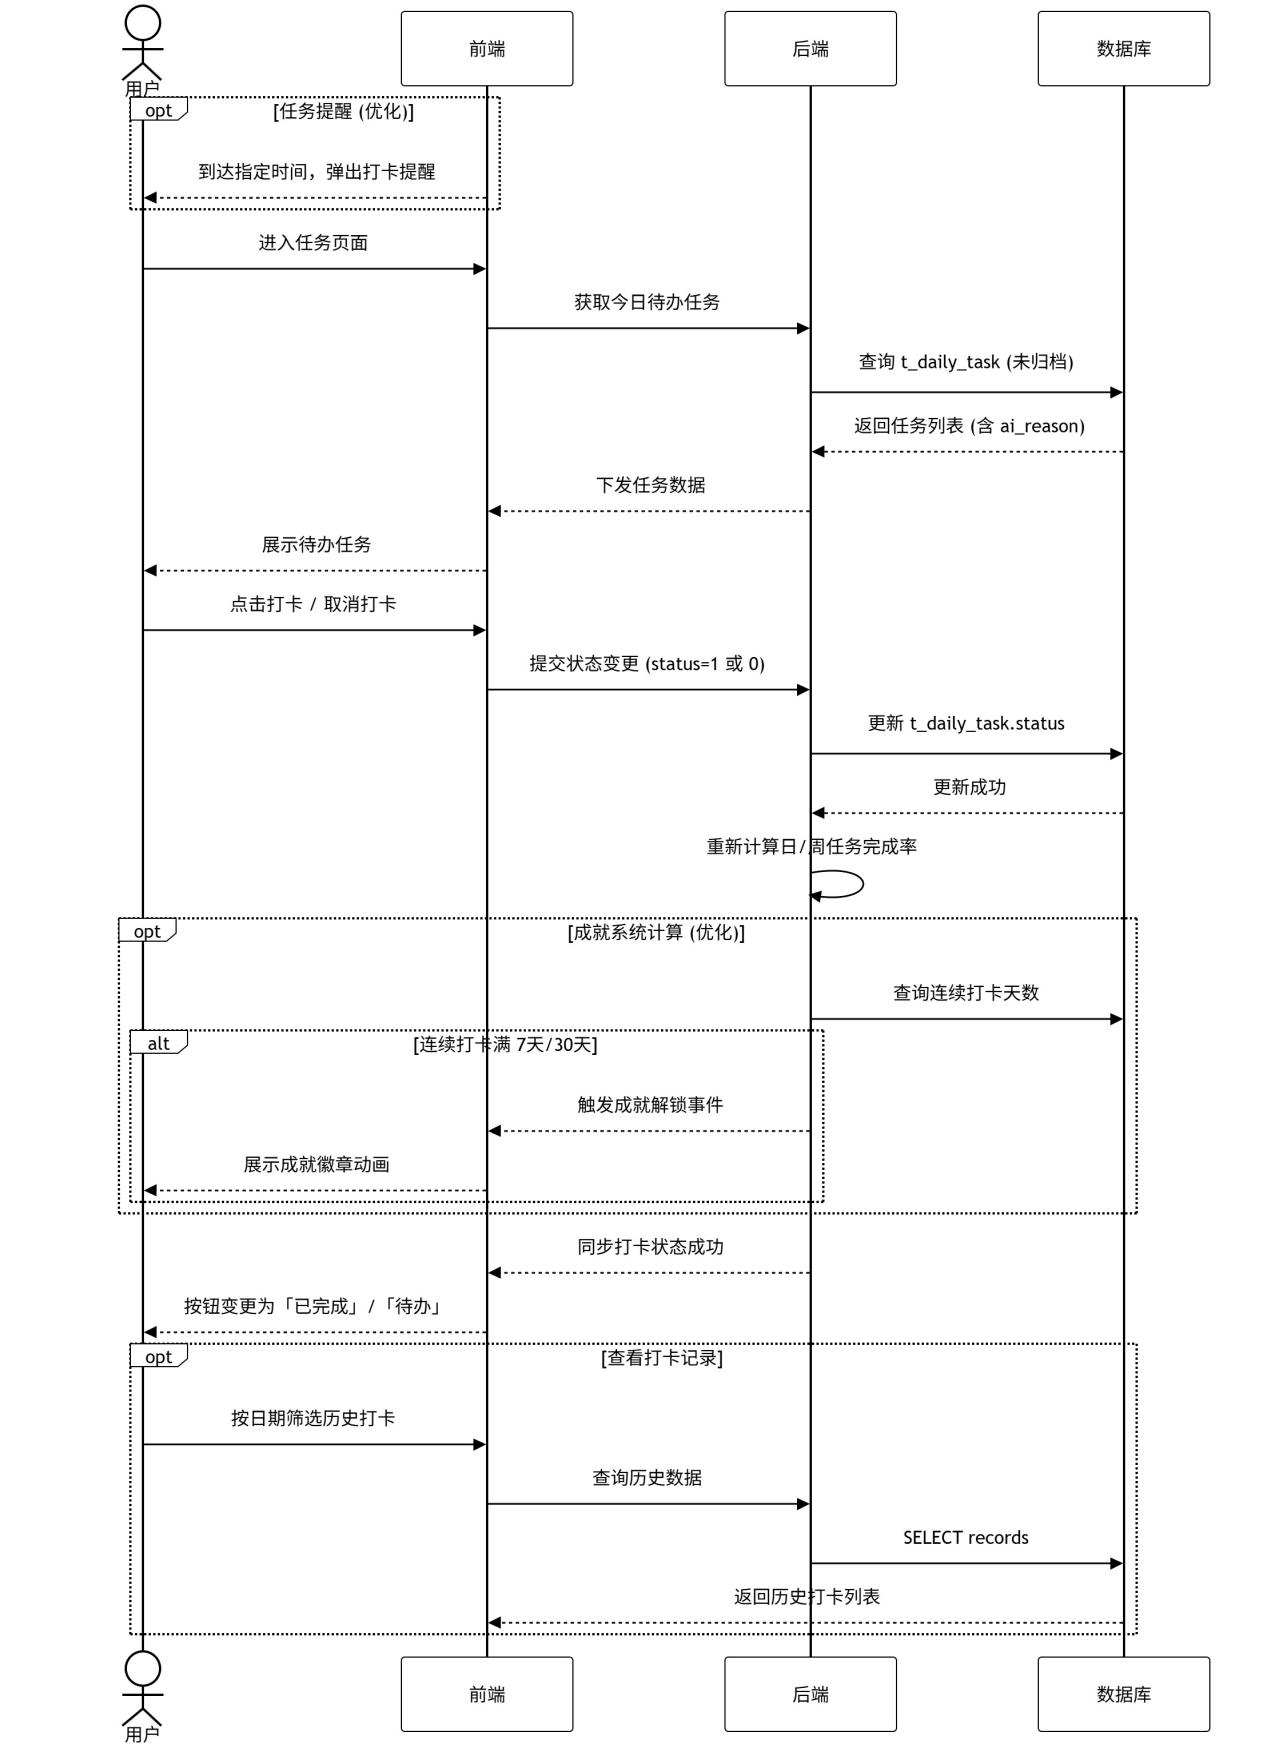 用户
前端
后端
数据库
opt
[任务提醒 (优化)]
到达指定时间，弹出打卡提醒
进入任务页面
获取今日待办任务
查询 t_daily_task (未归档)
返回任务列表 (含 ai_reason)
下发任务数据
展示待办任务
点击打卡 / 取消打卡
提交状态变更 (status=1 或 0)
更新 t_daily_task.status
更新成功
重新计算日/周任务完成率
opt
[成就系统计算 (优化)]
查询连续打卡天数
alt
[连续打卡满 7天/30天]
触发成就解锁事件
展示成就徽章动画
同步打卡状态成功
按钮变更为「已完成」/「待办」
opt
[查看打卡记录]
按日期筛选历史打卡
查询历史数据
SELECT records
返回历史打卡列表
用户
前端
后端
数据库